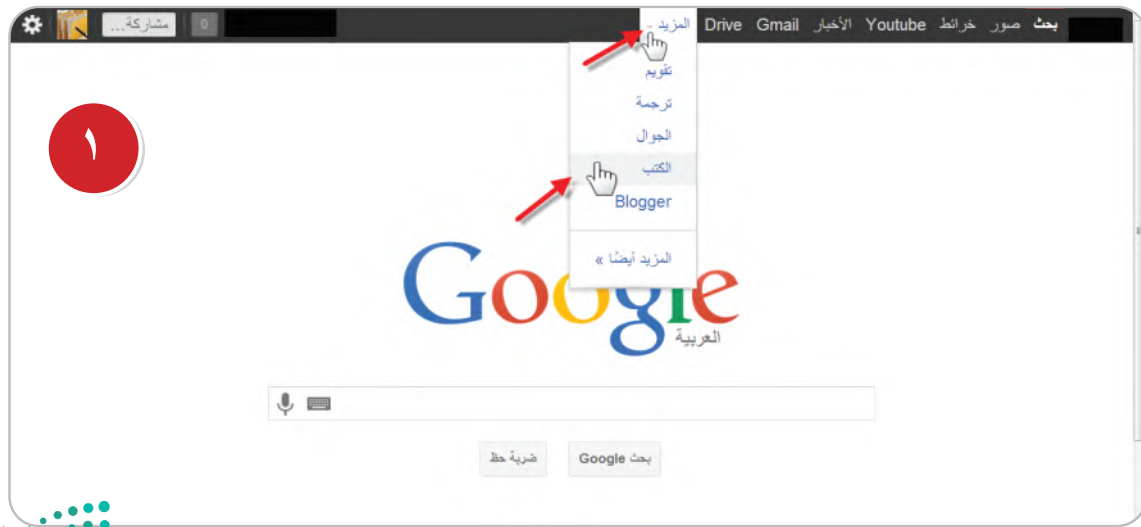 بحث صور خرائط Youtube الأخبار Gmail Drive المزيد
0 مشاركة...
تقويم
ترجمة
الجوال
الكتب
Blogger
المزيد أيضًا »
١
Google
العربية
بحث Google ضربة حظ